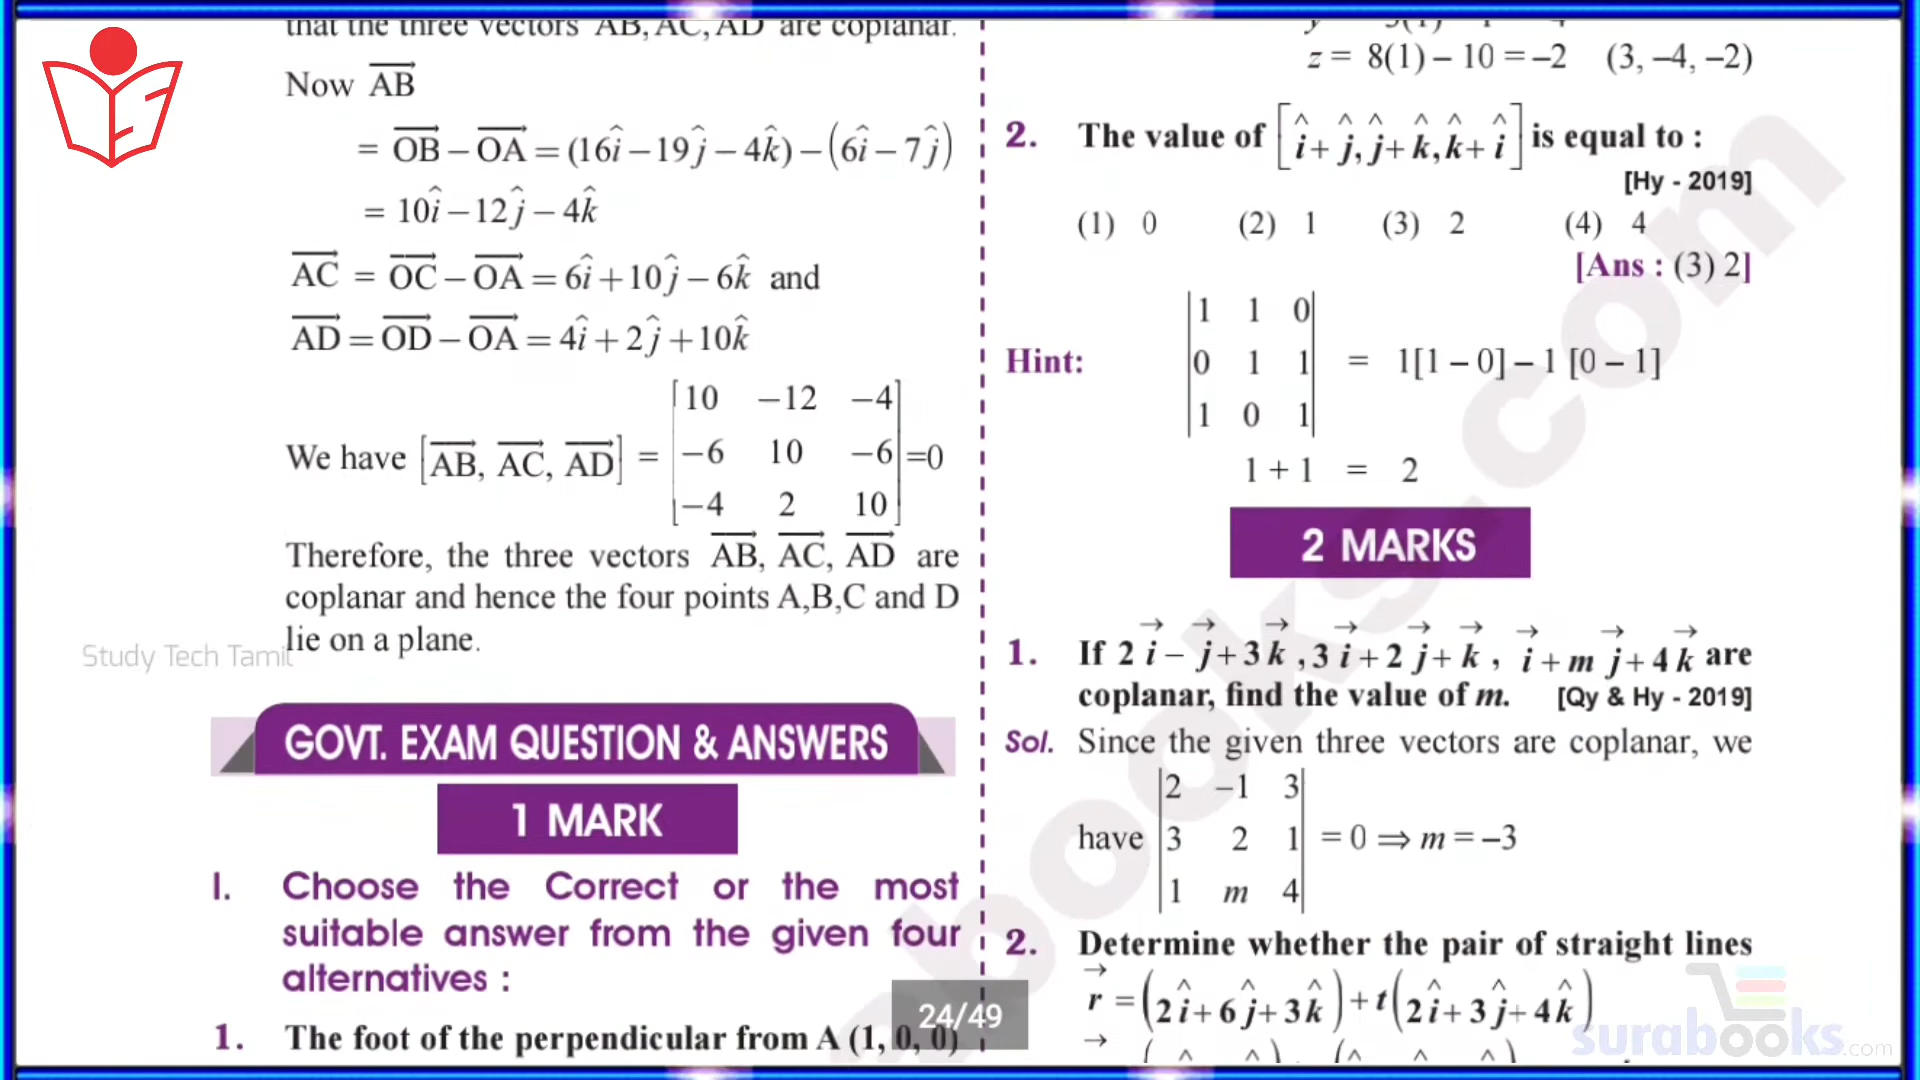 that the three vectors AB, AC, AD are coplanar.
Now AB
= OB – OA = (16î – 19ĵ – 4k̂) – (6î – 7ĵ)
= 10î – 12ĵ – 4k̂
AC = OC – OA = 6î + 10ĵ – 6k̂ and
AD = OD – OA = 4î + 2ĵ + 10k̂
We have [AB, AC, AD] = =0
10 −12 −4
−6 10 −6
−4 2 10
Therefore, the three vectors AB, AC, AD are
coplanar and hence the four points A,B,C and D
lie on a plane.
Study Tech Tamil
GOVT. EXAM QUESTION & ANSWERS
1 MARK
I. Choose the Correct or the most
suitable answer from the given four
alternatives :
1. The foot of the perpendicular from A (1, 0, 0)
z = 8(1) – 10 = –2 (3, –4, –2)
2. The value of [î + ĵ, ĵ + k̂, k̂ + î] is equal to :
[Hy - 2019]
(1) 0 (2) 1 (3) 2 (4) 4
[Ans : (3) 2]
Hint:
1 1 0
0 1 1 = 1[1 – 0] – 1 [0 – 1]
1 0 1
1 + 1 = 2
2 MARKS
1. If 2 i – j + 3 k , 3 i + 2 j + k , i + m j + 4 k are
coplanar, find the value of m. [Qy & Hy - 2019]
Sol. Since the given three vectors are coplanar, we
2 –1 3
have 3 2 1 = 0 ⇒ m = –3
1 m 4
2. Determine whether the pair of straight lines
r = (2î + 6ĵ + 3k̂) + t(2î + 3ĵ + 4k̂)
24/49
surabooks.com